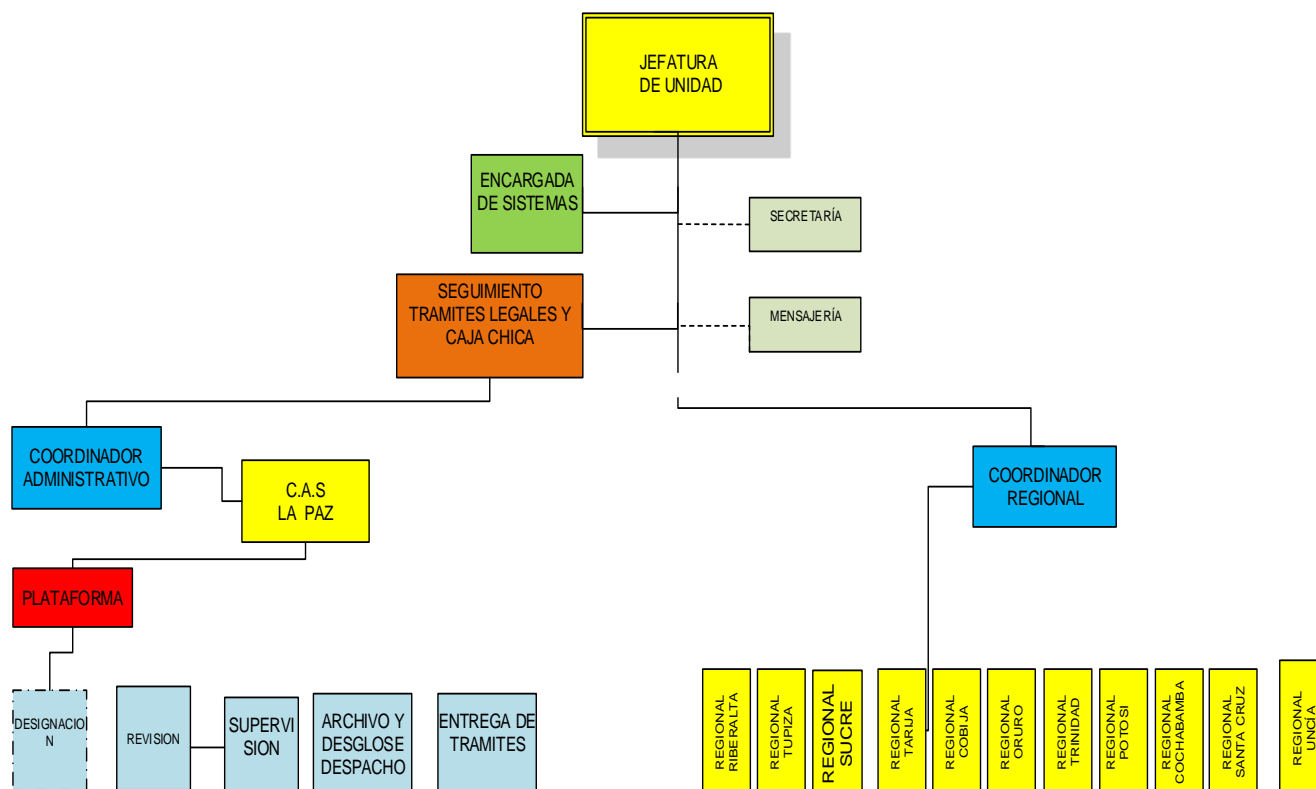 JEFATURA
DE UNIDAD
ENCARGADA
DE SISTEMAS
SECRETARÍA
SEGUIMIENTO
TRAMITES LEGALES Y
CAJA CHICA
MENSAJERÍA
COORDINADOR
ADMINISTRATIVO
C.A.S
LA PAZ
COORDINADOR
REGIONAL
PLATAFORMA
DESIGNACIO
N
REVISION
SUPERVI
SION
ARCHIVO Y
DESGLOSE
DESPACHO
ENTREGA DE
TRAMITES
REGIONAL
RIBERALTA
REGIONAL
TUPIZA
REGIONAL
SUCRE
REGIONAL
TARIJA
REGIONAL
COBIJA
REGIONAL
ORURO
REGIONAL
TRINIDAD
REGIONAL
POTOSI
REGIONAL
COCHABAMBA
REGIONAL
SANTA CRUZ
REGIONAL
UNCÍA